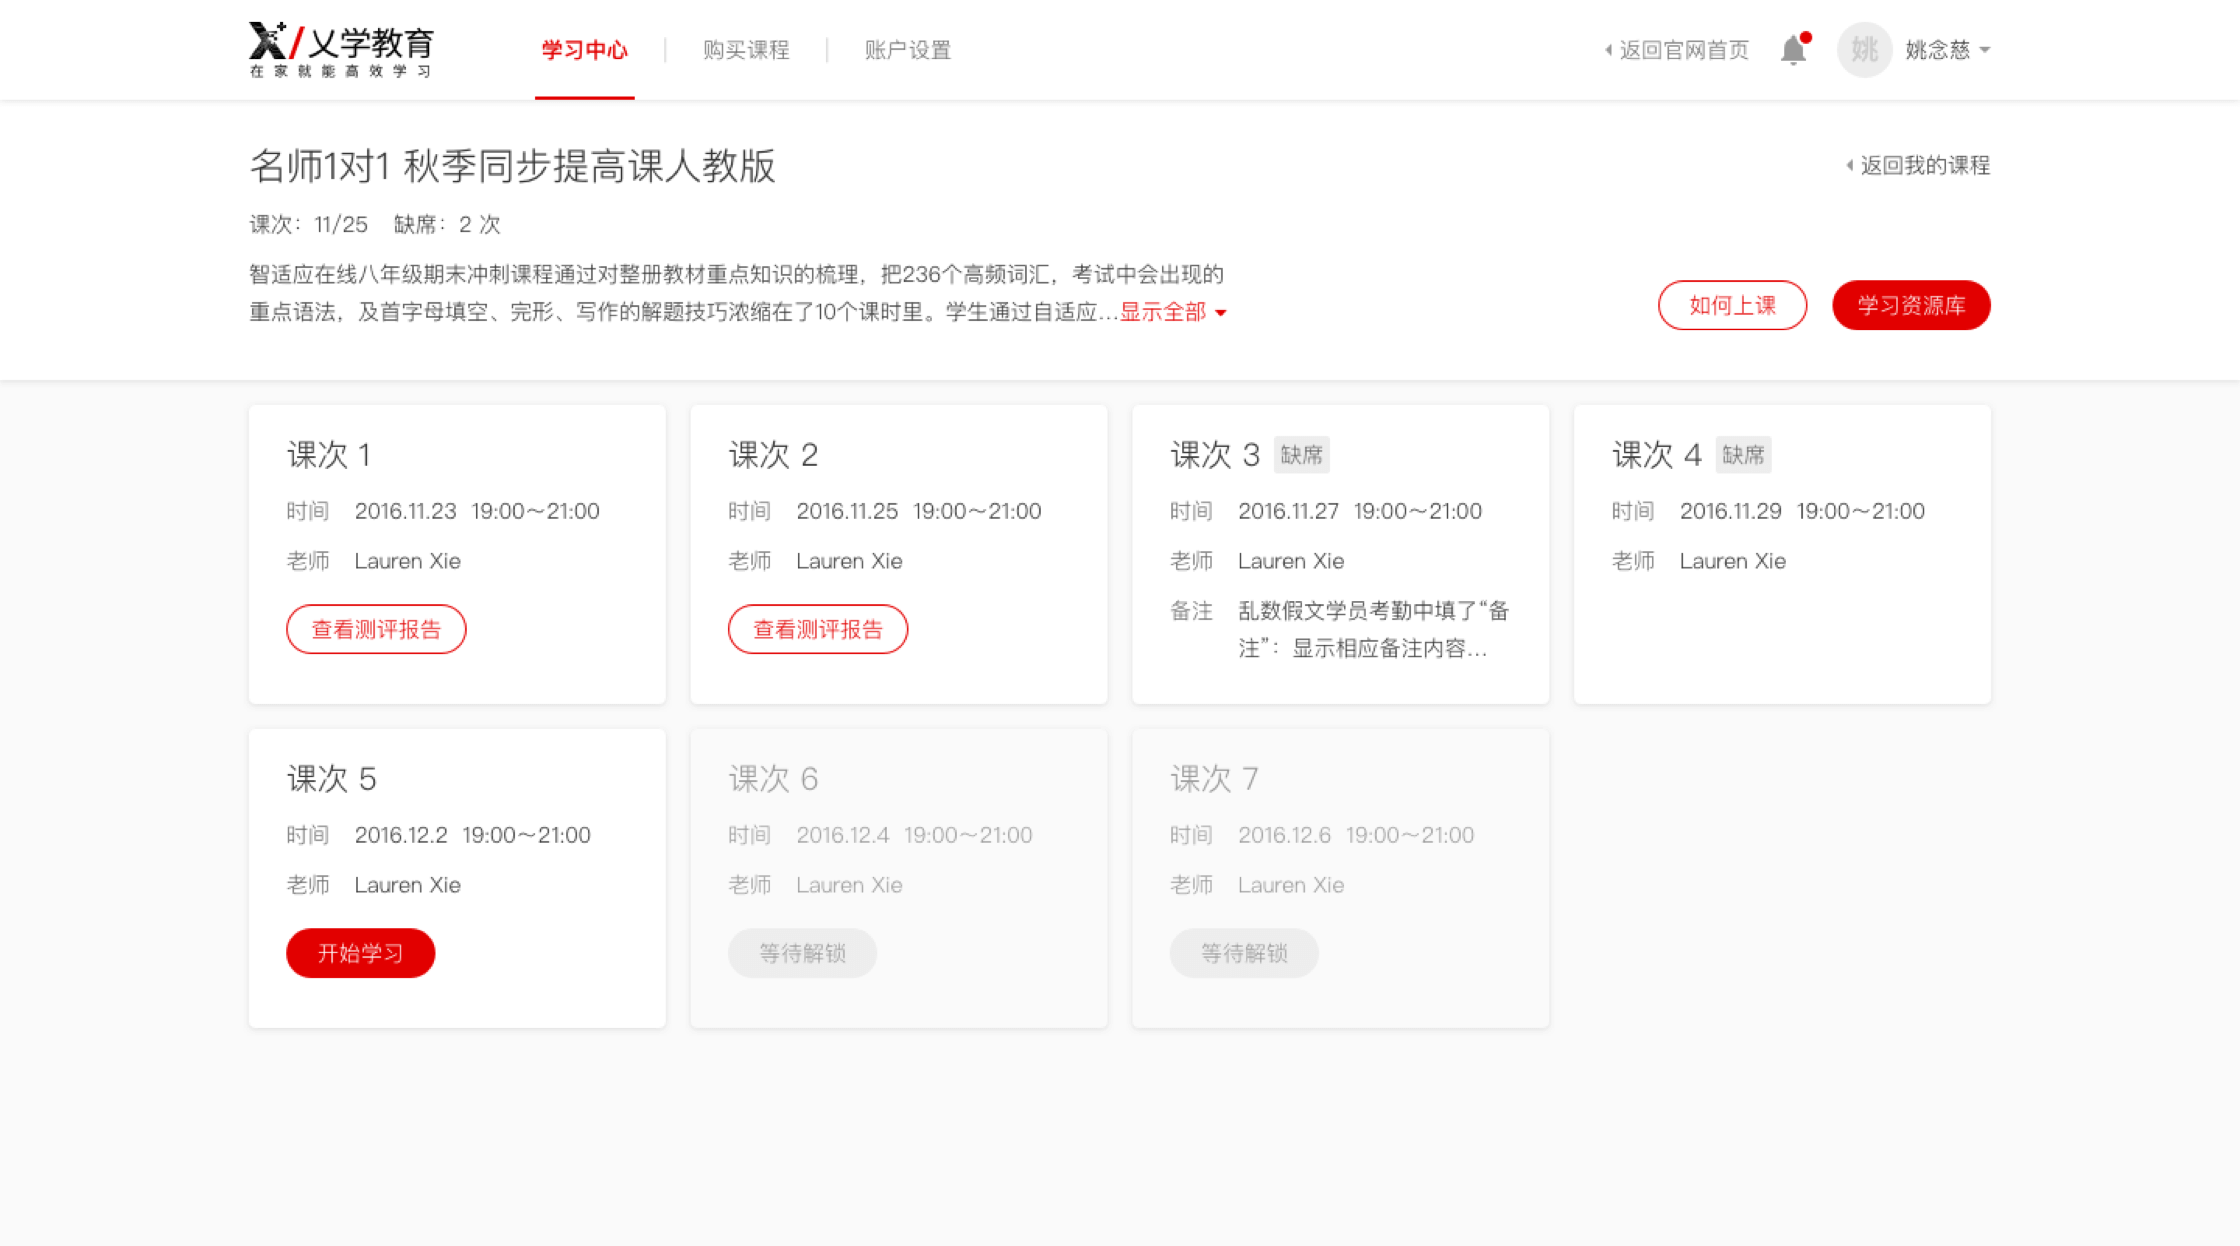 乂学教育
在家就能高效学习
学习中心
购买课程
账户设置
返回官网首页
姚
姚念慈
名师1对1 秋季同步提高课人教版
返回我的课程
课次：11/25 缺席：2 次
智适应在线八年级期末冲刺课程通过对整册教材重点知识的梳理，把236个高频词汇，考试中会出现的
重点语法，及首字母填空、完形、写作的解题技巧浓缩在了10个课时里。学生通过自适应...显示全部
如何上课
学习资源库
课次 1
时间 2016.11.23 19:00～21:00
老师 Lauren Xie
查看测评报告
课次 2
时间 2016.11.25 19:00～21:00
老师 Lauren Xie
查看测评报告
课次 3 缺席
时间 2016.11.27 19:00～21:00
老师 Lauren Xie
备注 乱数假文学员考勤中填了“备
注”：显示相应备注内容...
课次 4 缺席
时间 2016.11.29 19:00～21:00
老师 Lauren Xie
课次 5
时间 2016.12.2 19:00～21:00
老师 Lauren Xie
开始学习
课次 6
时间 2016.12.4 19:00～21:00
老师 Lauren Xie
等待解锁
课次 7
时间 2016.12.6 19:00～21:00
老师 Lauren Xie
等待解锁